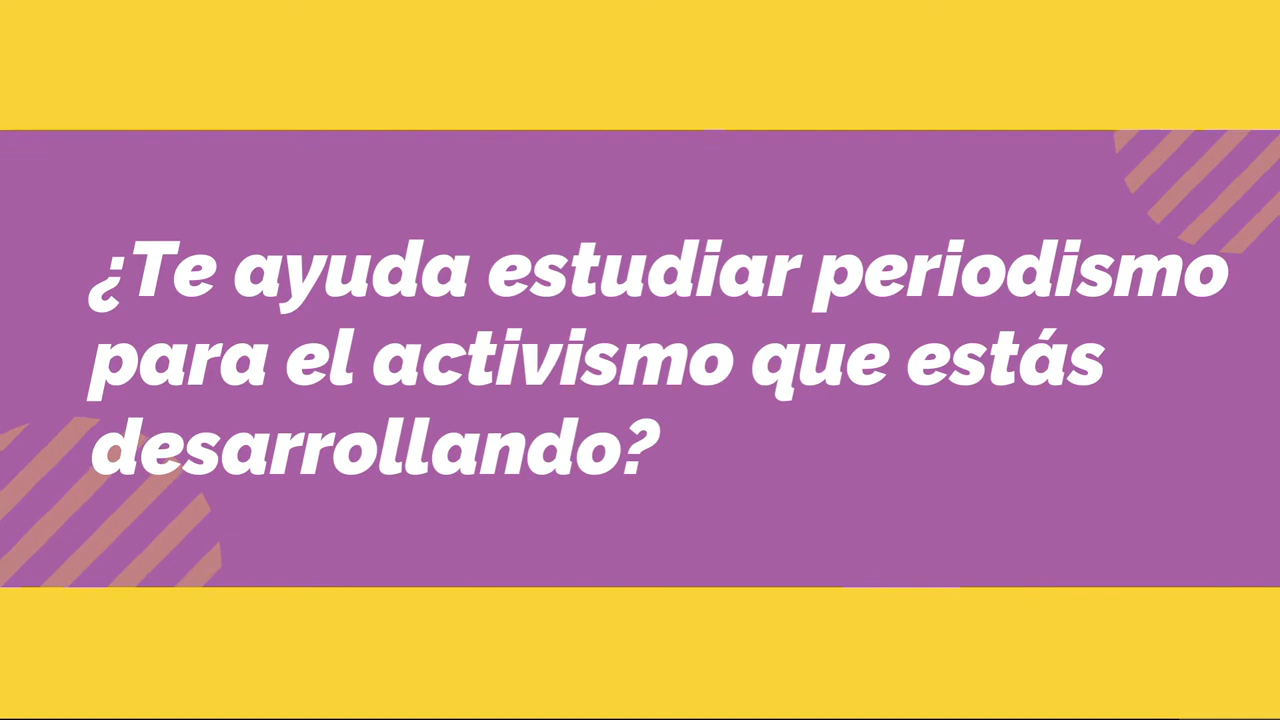 ¿Te ayuda estudiar periodismo
para el activismo que estás
desarrollando?